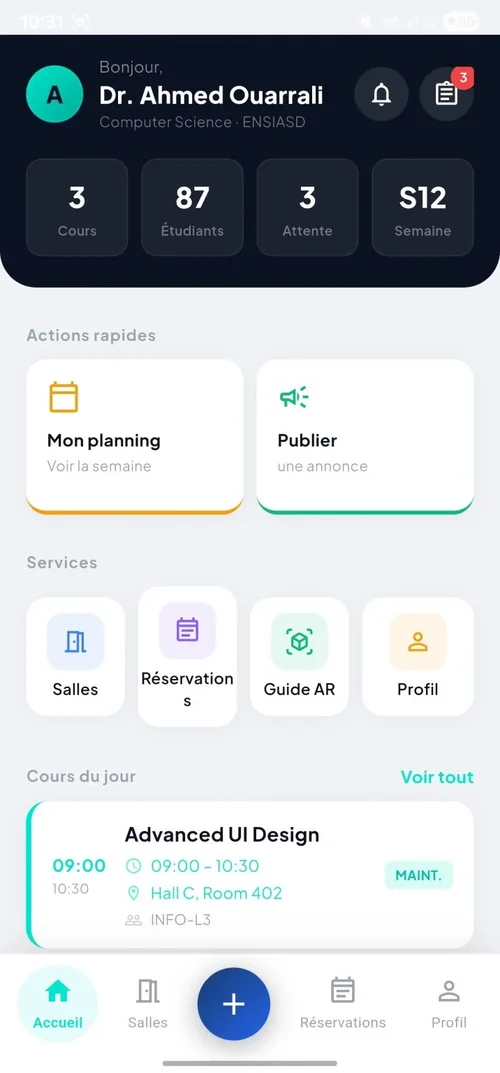 10:31
A
Bonjour,
Dr. Ahmed Ouarrali
Computer Science · ENSIASD
3
3
Cours
87
Étudiants
3
Attente
S12
Semaine
Actions rapides
Mon planning
Voir la semaine
Publier
une annonce
Services
Salles
Réservation
s
Guide AR
Profil
Cours du jour
Voir tout
09:00
10:30
Advanced UI Design
09:00 – 10:30
Hall C, Room 402
INFO-L3
MAINT.
Accueil
Salles
+
Réservations
Profil